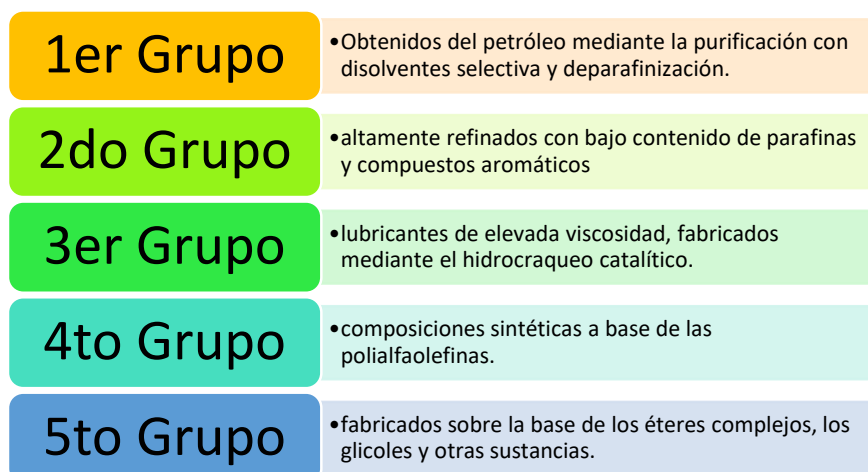 1er Grupo
•Obtenidos del petróleo mediante la purificación con
disolventes selectiva y deparafinización.
2do Grupo
•altamente refinados con bajo contenido de parafinas
y compuestos aromáticos
3er Grupo
•lubricantes de elevada viscosidad, fabricados
mediante el hidrocraqueo catalítico.
4to Grupo
•composiciones sintéticas a base de las
polialfaolefinas.
5to Grupo
•fabricados sobre la base de los éteres complejos, los
glicoles y otras sustancias.